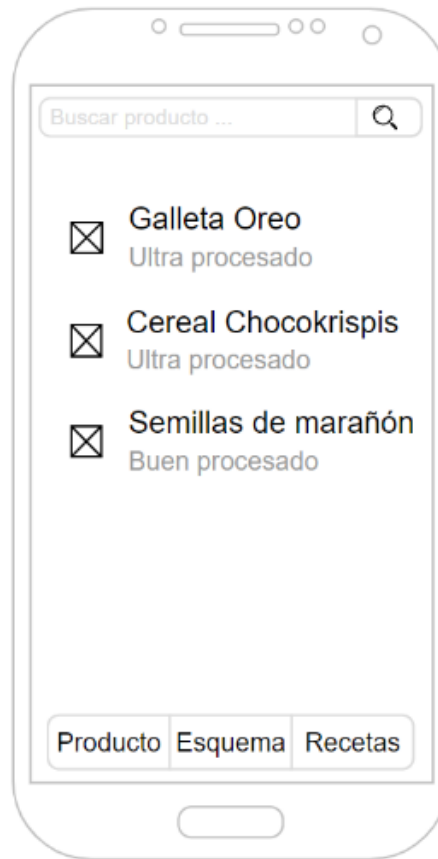 Buscar producto ...
Galleta Oreo
Ultra procesado
Cereal Chocokrispis
Ultra procesado
Semillas de marañón
Buen procesado
Producto Esquema Recetas